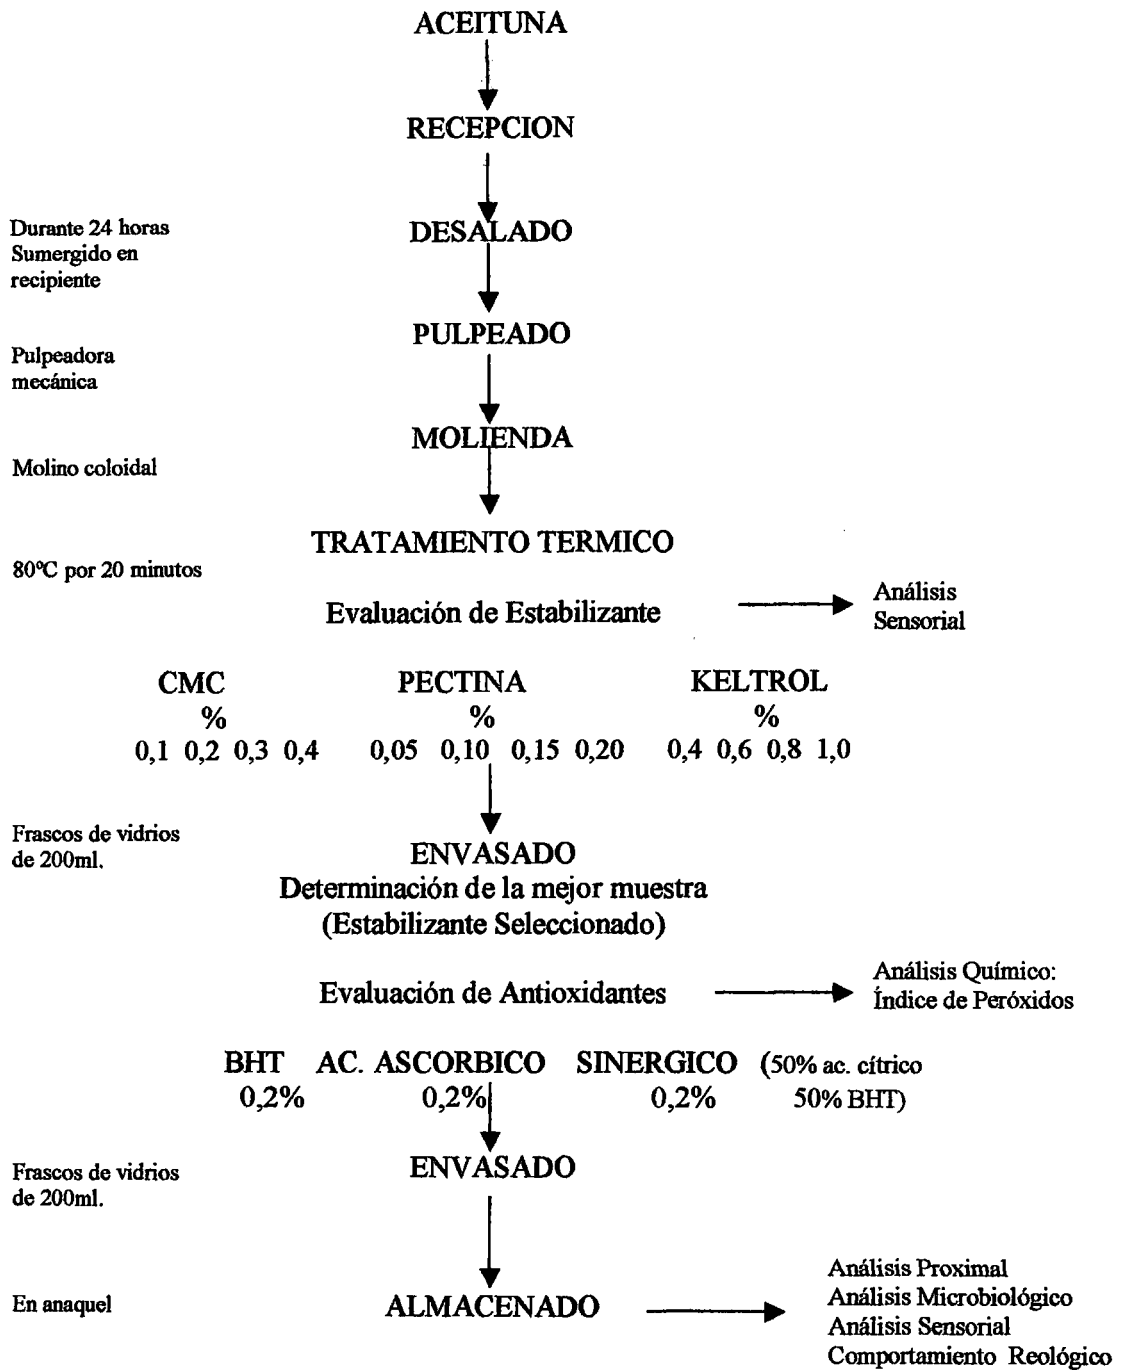 ACEITUNA
RECEPCION
Durante 24 horas
Sumergido en
recipiente
DESALADO
PULPEADO
Pulpeadora
mecánica
MOLIENDA
Molino coloidal
TRATAMIENTO TERMICO
80ºC por 20 minutos
Evaluación de Estabilizante
Análisis
Sensorial
CMC PECTINA KELTROL
% % %
0,1 0,2 0,3 0,4 0,05 0,10 0,15 0,20 0,4 0,6 0,8 1,0
Frascos de vidrios
de 200ml.
ENVASADO
Determinación de la mejor muestra
(Estabilizante Seleccionado)
Evaluación de Antioxidantes
Análisis Químico:
Índice de Peróxidos
BHT AC. ASCORBICO SINERGICO (50% ac. cítrico
0,2% 0,2% 0,2% 50% BHT)
Frascos de vidrios
de 200ml.
ENVASADO
En anaquel
ALMACENADO
Análisis Proximal
Análisis Microbiológico
Análisis Sensorial
Comportamiento Reológico